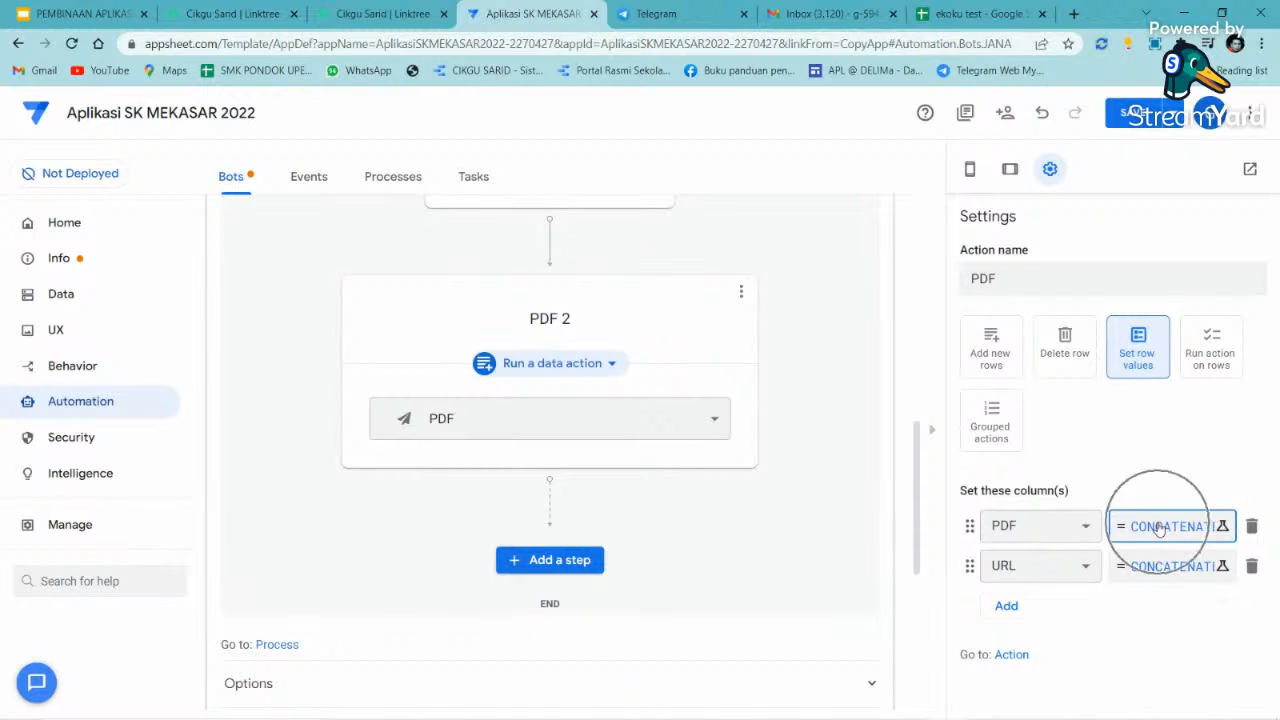 PEMBINAAN APLIKAS
Cikgu Sarid | Linktree
Cikgu Sarid | Linktree
Aplikasi SK MEKASAR
Telegram
Inbox (3,120) - g-594
ekoku test - Google S
Powered by
appsheet.com/Template/AppDef?appName=AplikasiSKMEKASAR2022-2270427&appId=AplikasiSKMEKASAR2022-2270427&linkFrom=CopyApp#Automation.Bots.JANA
Gmail
YouTube
Maps
SMK PONDOK UPE...
WhatsApp
CIKGU SARID - Sist...
Portal Rasmi Sekola...
Buku panduan pen...
APL @ DELIMa - Da...
Telegram Web My...
Reading list
StreamYard
Aplikasi SK MEKASAR 2022
Not Deployed
Bots
Events
Processes
Tasks
Home
Info
Data
UX
Behavior
Automation
Security
Intelligence
Manage
Search for help
PDF 2
Run a data action
PDF
Add a step
END
Go to: Process
Options
Settings
Action name
PDF
Add new
rows
Delete row
Set row
values
Run action
on rows
Grouped
actions
Set these column(s)
PDF
= CONCATENATI
URL
= CONCATENATI
Add
Go to: Action